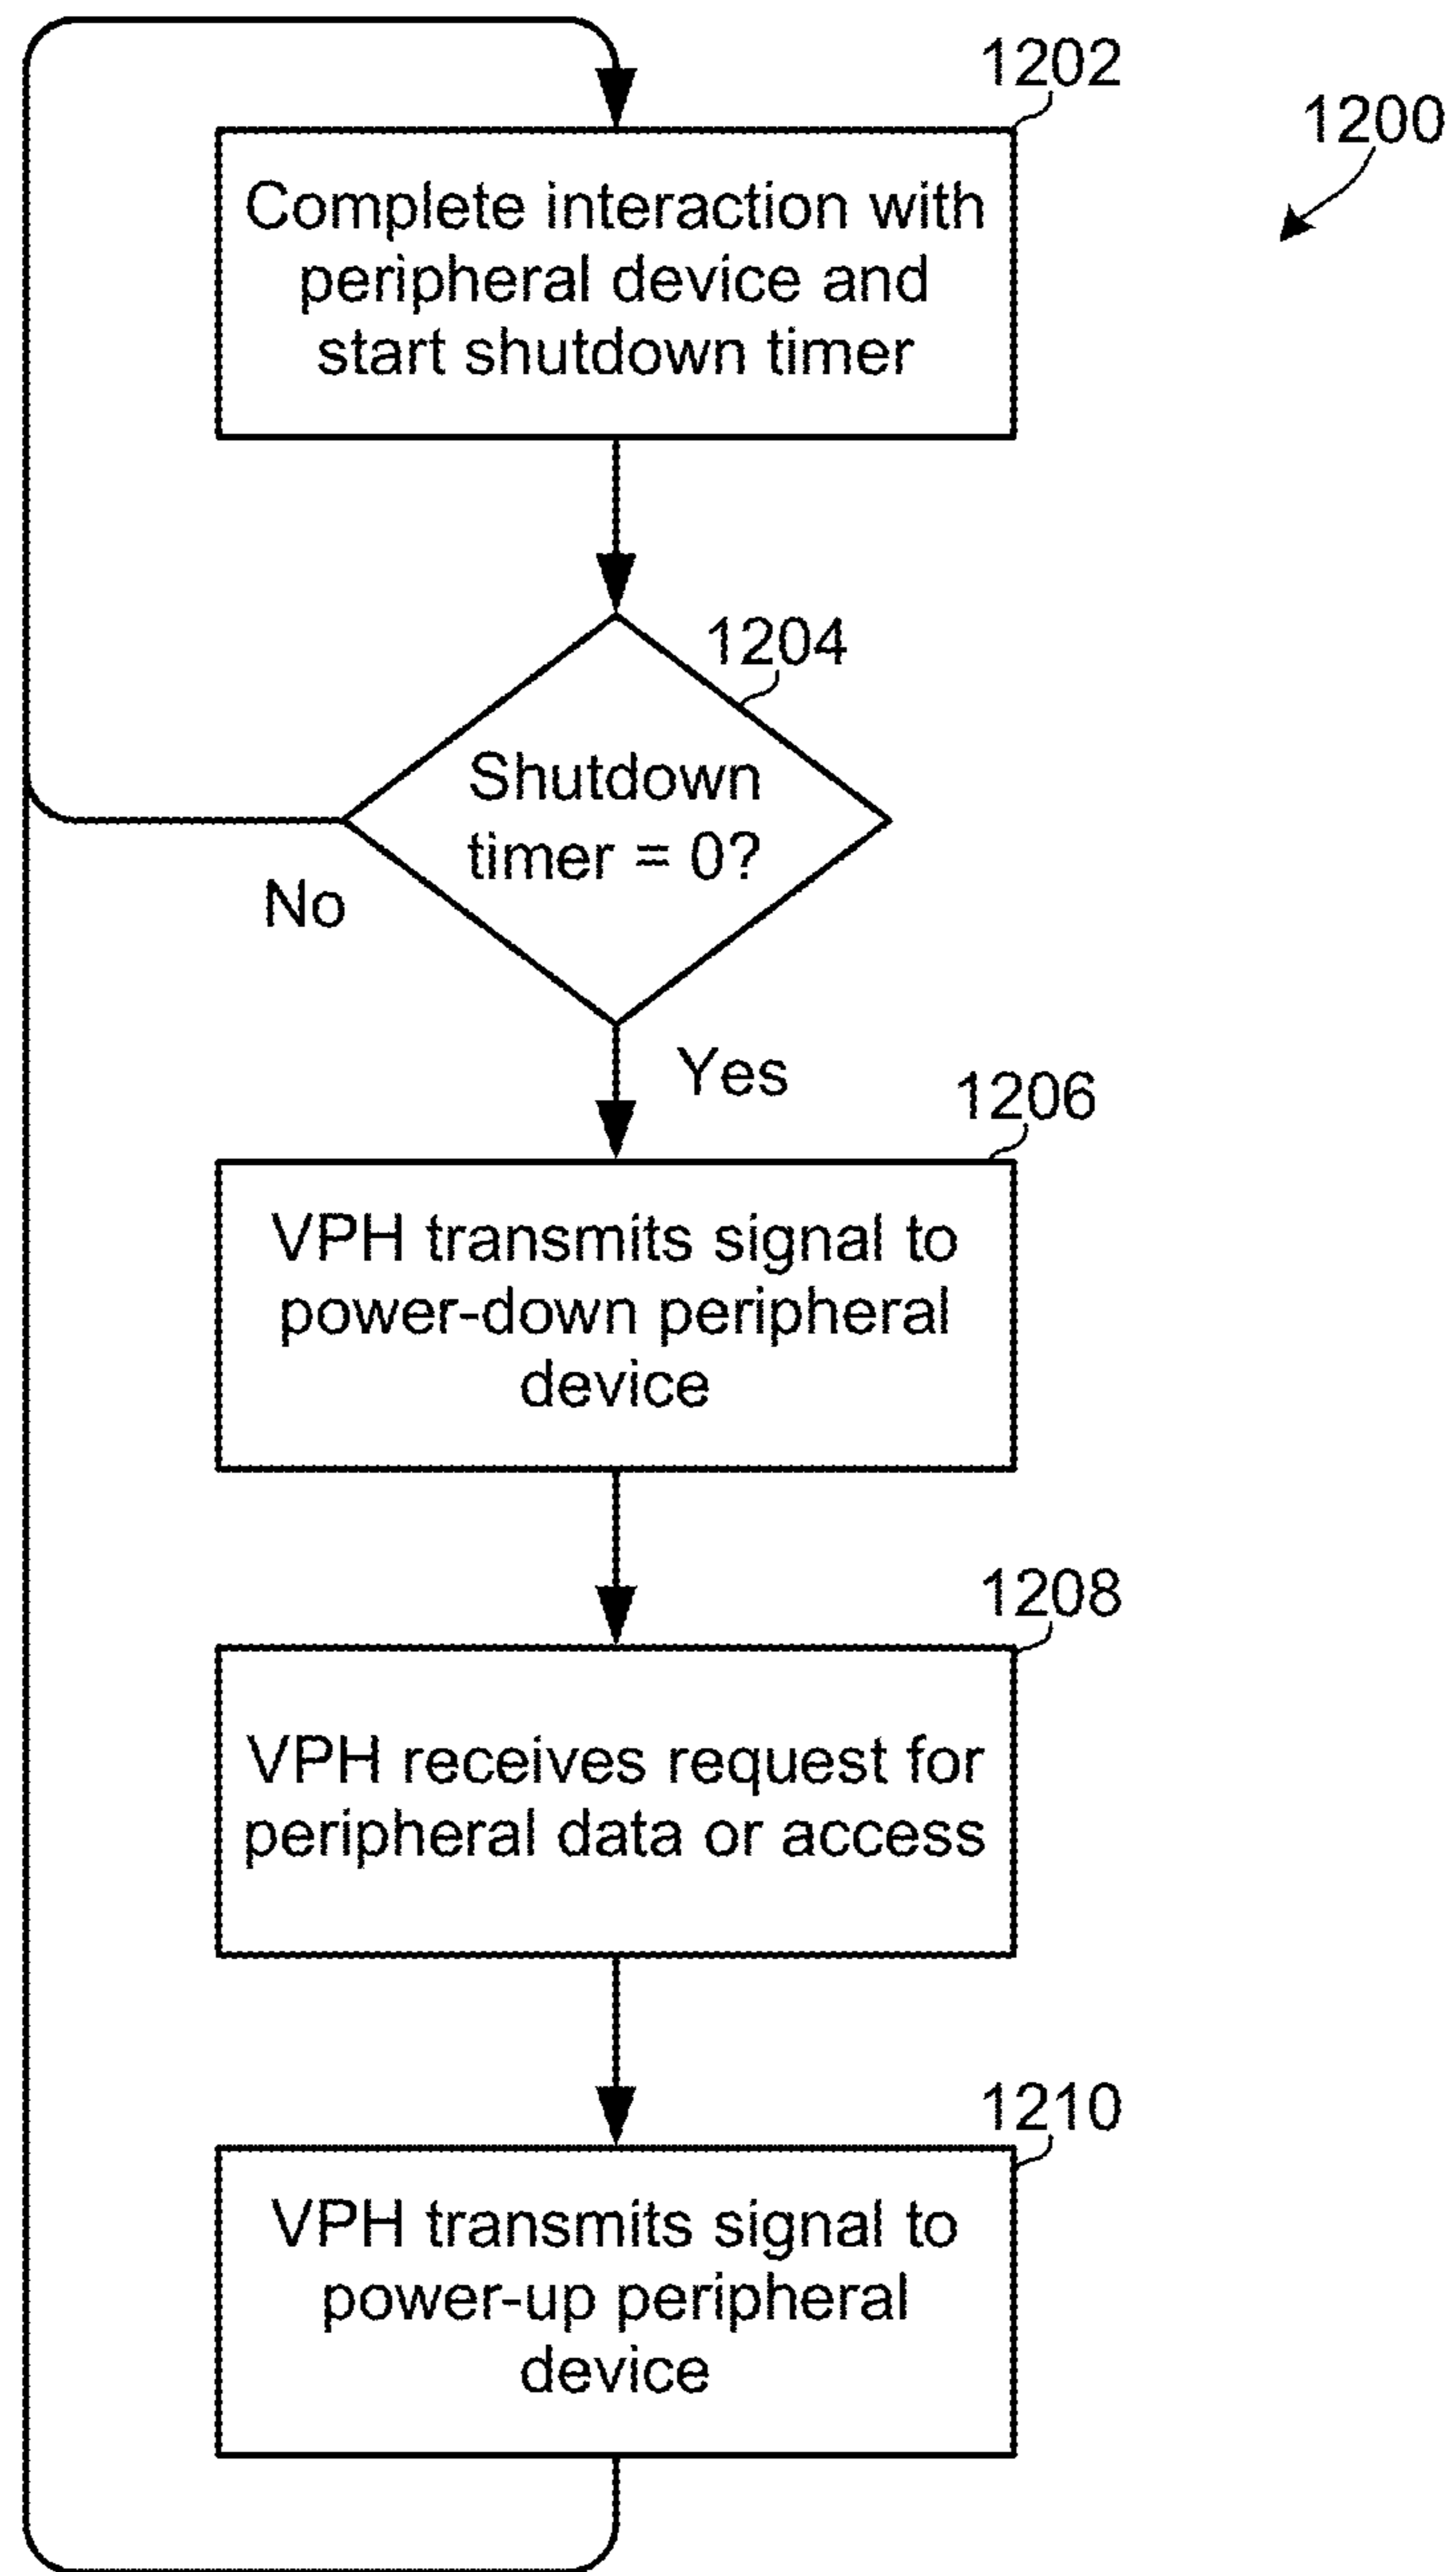 1202
1200
Complete interaction with
peripheral device and
start shutdown timer
1204
Shutdown
timer = 0?
No
Yes
1206
VPH transmits signal to
power-down peripheral
device
1208
VPH receives request for
peripheral data or access
1210
VPH transmits signal to
power-up peripheral
device